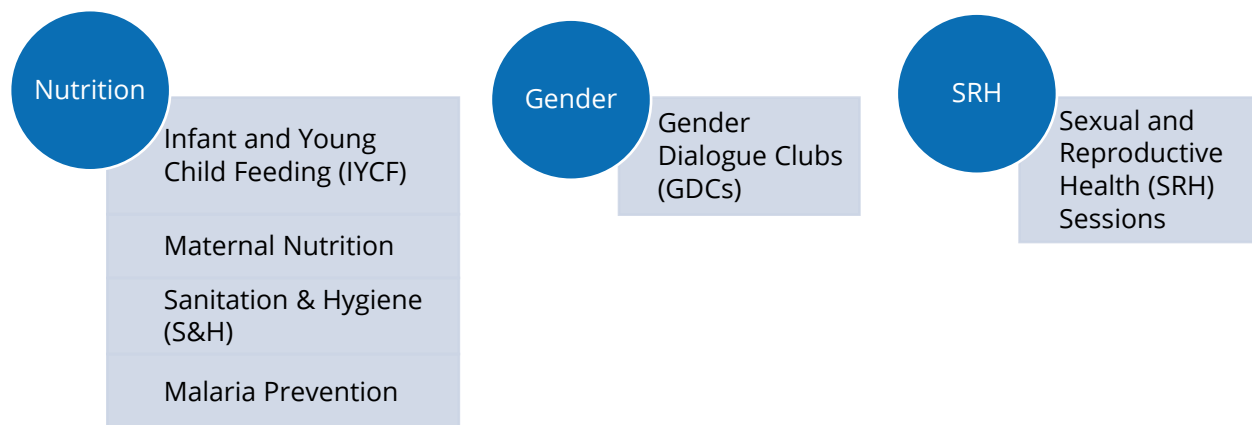 Nutrition
Infant and Young
Child Feeding (IYCF)
Maternal Nutrition
Sanitation & Hygiene
(S&H)
Malaria Prevention
Gender
Gender
Dialogue Clubs
(GDCs)
SRH
Sexual and
Reproductive
Health (SRH)
Sessions